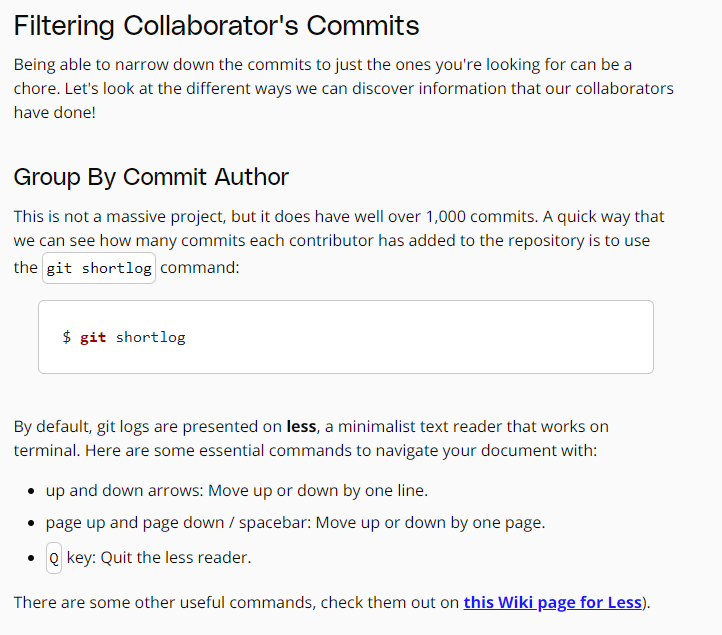 Filtering Collaborator's Commits
Being able to narrow down the commits to just the ones you're looking for can be a
chore. Let's look at the different ways we can discover information that our collaborators
have done!
Group By Commit Author
This is not a massive project, but it does have well over 1,000 commits. A quick way that
we can see how many commits each contributor has added to the repository is to use
the git shortlog command:
$ git shortlog
By default, git logs are presented on less, a minimalist text reader that works on
terminal. Here are some essential commands to navigate your document with:
• up and down arrows: Move up or down by one line.
• page up and page down / spacebar: Move up or down by one page.
• Q key: Quit the less reader.
There are some other useful commands, check them out on this Wiki page for Less).